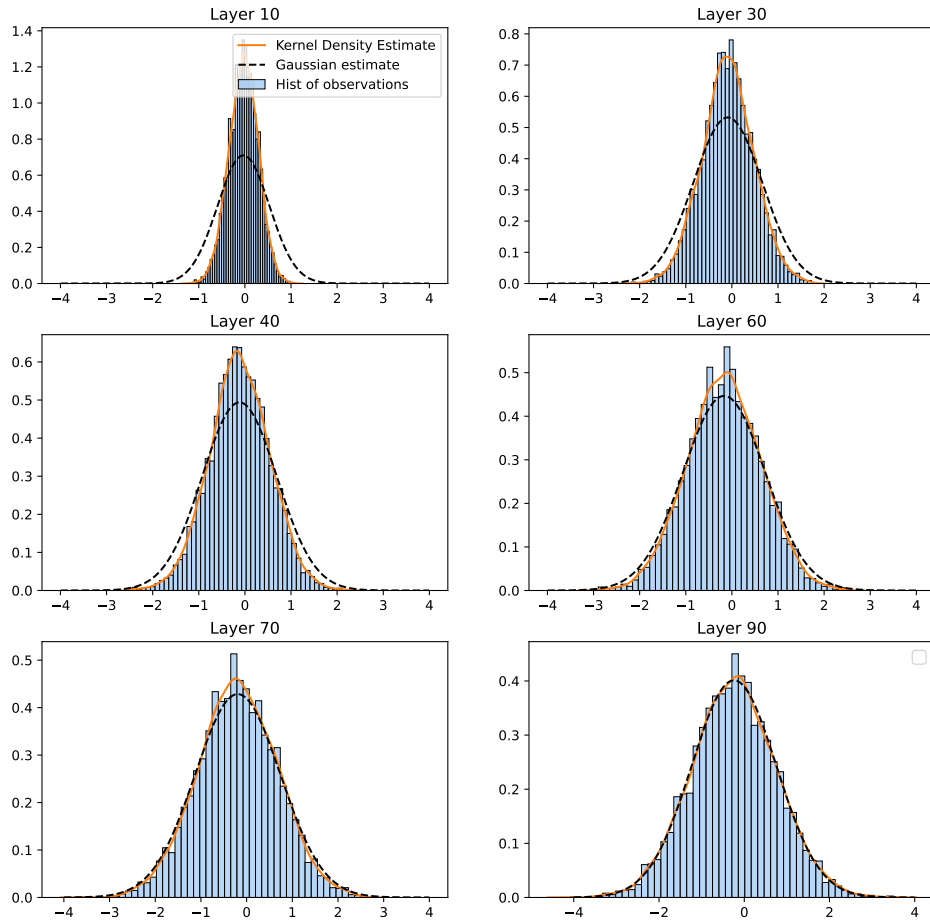 Layer 10
1.4
1.2
1.0
0.8
0.6
0.4
0.2
0.0
−4 −3 −2 −1 0 1 2 3 4
Kernel Density Estimate
Gaussian estimate
Hist of observations
Layer 30
0.8
0.7
0.6
0.5
0.4
0.3
0.2
0.1
0.0
−4 −3 −2 −1 0 1 2 3 4
Layer 40
0.6
0.5
0.4
0.3
0.2
0.1
0.0
−4 −3 −2 −1 0 1 2 3 4
Layer 60
0.5
0.4
0.3
0.2
0.1
0.0
−4 −3 −2 −1 0 1 2 3 4
Layer 70
0.5
0.4
0.3
0.2
0.1
0.0
−4 −3 −2 −1 0 1 2 3 4
Layer 90
0.4
0.3
0.2
0.1
0.0
−4 −2 0 2 4